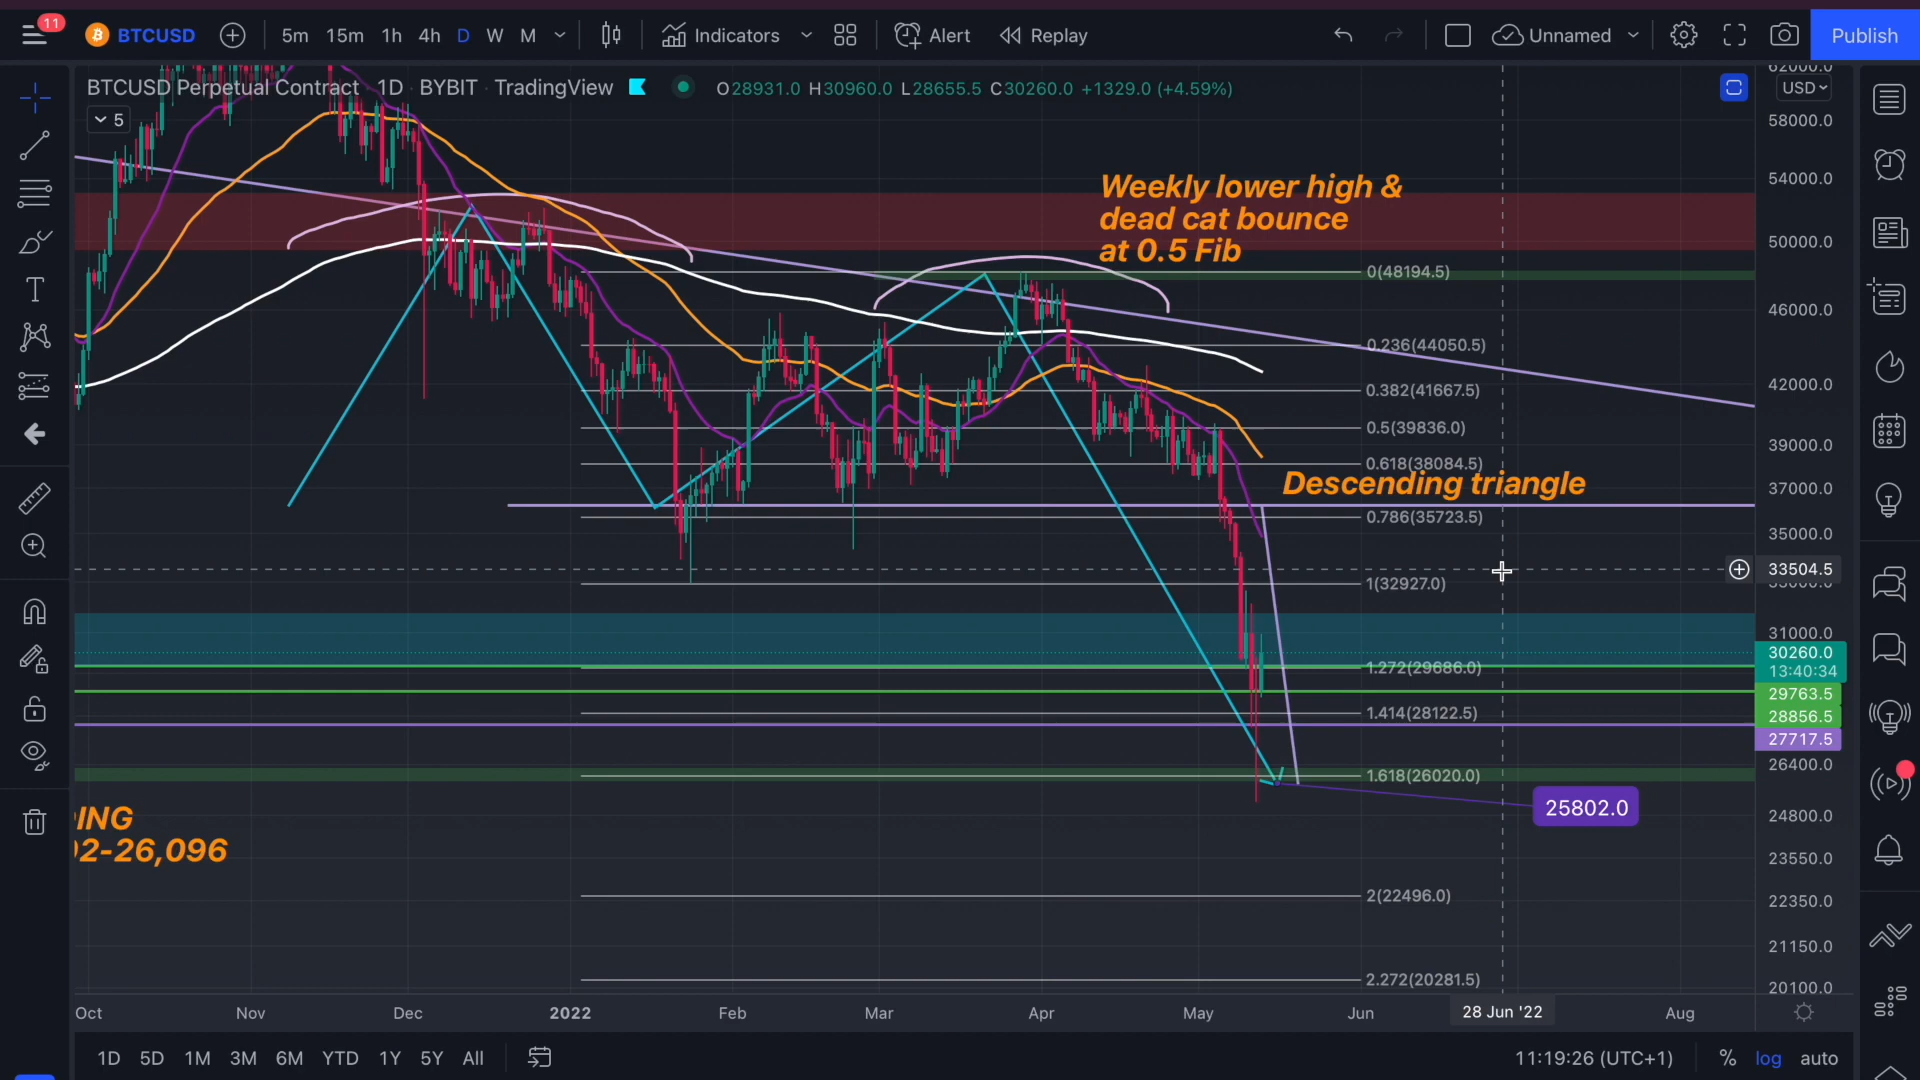 11
BTCUSD
5m 15m 1h 4h D W M
Indicators
Alert
Replay
Unnamed
Publish
BTCUSD Perpetual Contract · 1D · BYBIT · TradingView
O28931.0 H30960.0 L28655.5 C30260.0 +1329.0 (+4.59%)
USD
5
Weekly lower high &
dead cat bounce
at 0.5 Fib
0(48194.5)
0.236(44050.5)
0.382(41667.5)
0.5(39836.0)
0.618(38084.5)
Descending triangle
0.786(35723.5)
1(32927.0)
1.272(29686.0)
1.414(28122.5)
1.618(26020.0)
25802.0
ING
02-26,096
2(22496.0)
2.272(20281.5)
62000.0
58000.0
54000.0
50000.0
46000.0
42000.0
39000.0
37000.0
35000.0
33504.5
33000.0
31000.0
30260.0
13:40:34
29763.5
28856.5
27717.5
26400.0
24800.0
23550.0
22350.0
21150.0
20100.0
Oct Nov Dec 2022 Feb Mar Apr May Jun 28 Jun '22 Aug
1D 5D 1M 3M 6M YTD 1Y 5Y All
11:19:26 (UTC+1) % log auto